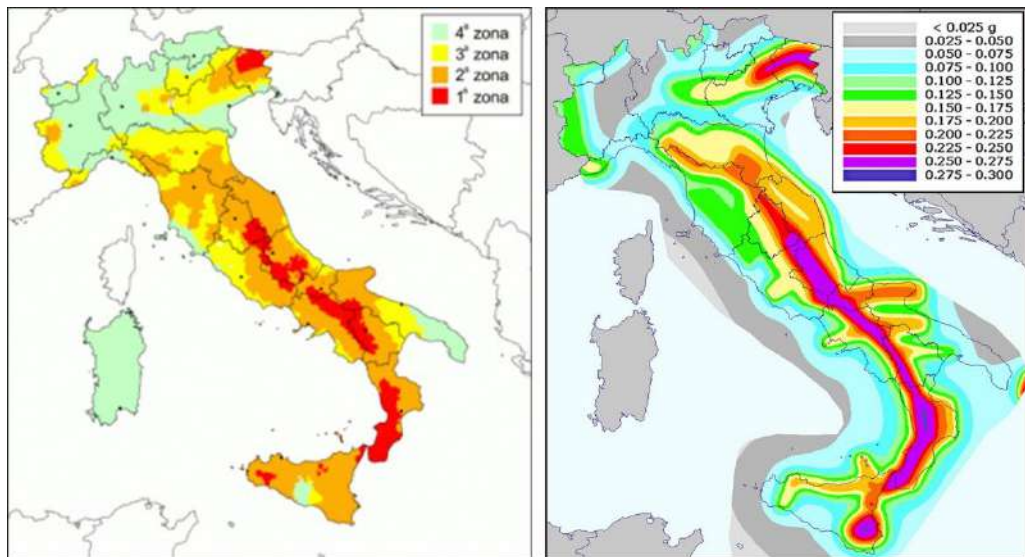 4ª zona
3ª zona
2ª zona
1ª zona
< 0.025 g
0.025 - 0.050
0.050 - 0.075
0.075 - 0.100
0.100 - 0.125
0.125 - 0.150
0.150 - 0.175
0.175 - 0.200
0.200 - 0.225
0.225 - 0.250
0.250 - 0.275
0.275 - 0.300